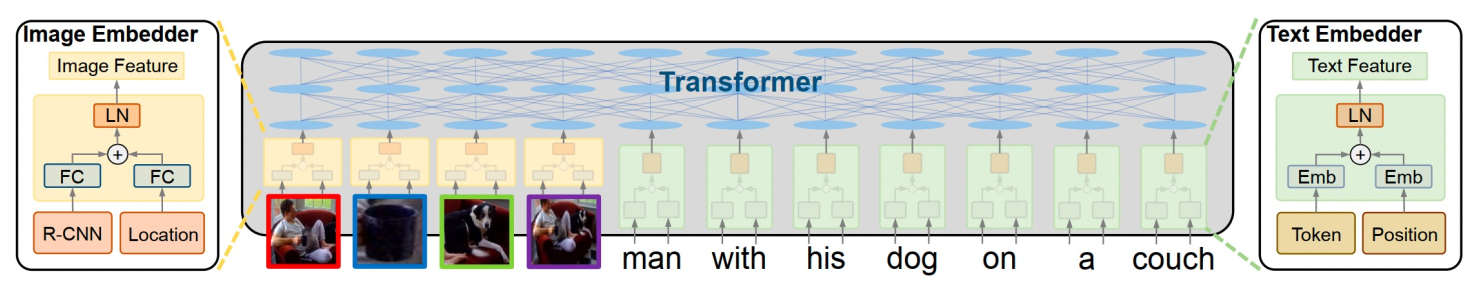 Image Embedder
Image Feature
LN
+
FC
FC
R-CNN
Location
Transformer
man with his dog on a couch
Text Embedder
Text Feature
LN
+
Emb
Emb
Token
Position